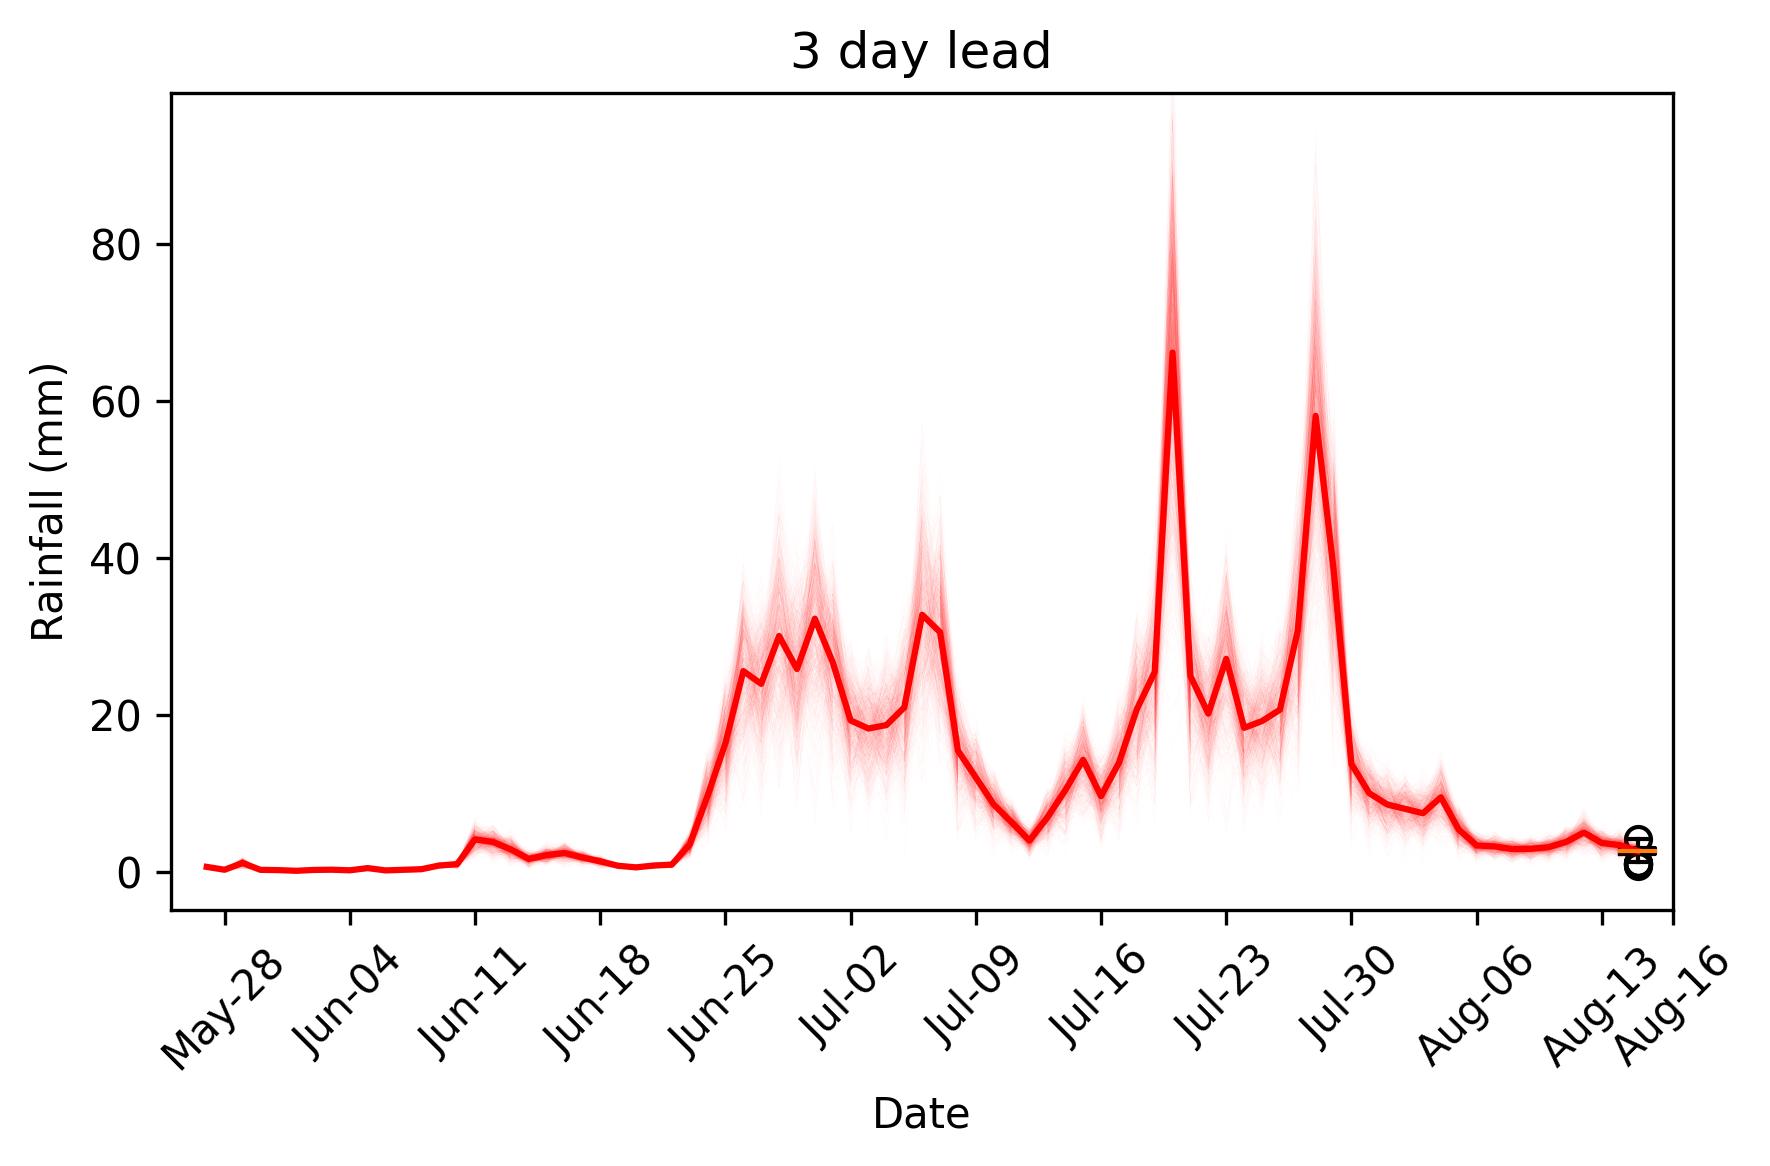 3 day lead
Rainfall (mm)
80
60
40
20
0
May-28
Jun-04
Jun-11
Jun-18
Jun-25
Jul-02
Jul-09
Jul-16
Jul-23
Jul-30
Aug-06
Aug-13
Aug-16
Date